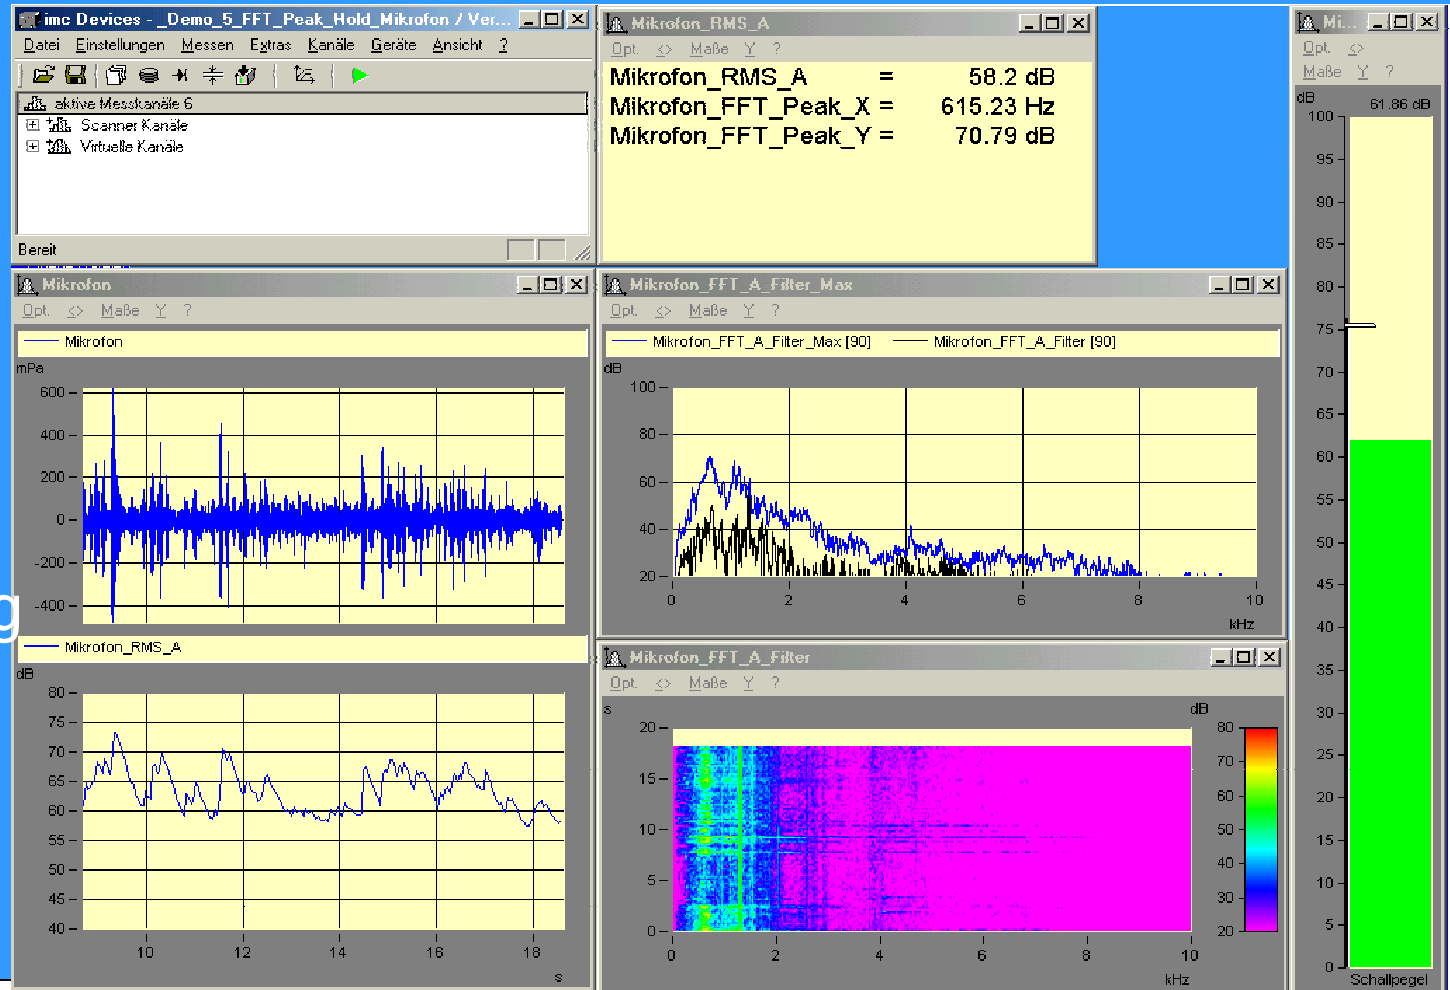 imc Devices - _Demo_5_FFT_Peak_Hold_Mikrofon / Ver...
Datei Einstellungen Messen Extras Kanäle Geräte Ansicht ?
aktive Messkanäle 6
Scanner Kanäle
Virtuelle Kanäle
Bereit
Mikrofon_RMS_A
Opt. <> Maße Y ?
Mikrofon_RMS_A = 58.2 dB
Mikrofon_FFT_Peak_X = 615.23 Hz
Mikrofon_FFT_Peak_Y = 70.79 dB
Mi...
Opt. <>
Maße Y ?
dB 61.86 dB
100
95
90
85
80
75
70
65
60
55
50
45
40
35
30
25
20
15
10
5
0
Schallpegel
g
Mikrofon
Opt. <> Maße Y ?
Mikrofon
mPa
600
400
200
0
-200
-400
Mikrofon_RMS_A
dB
80
75
70
65
60
55
50
45
40
10 12 14 16 18
s
Mikrofon_FFT_A_Filter_Max
Opt. <> Maße Y ?
Mikrofon_FFT_A_Filter_Max [90] Mikrofon_FFT_A_Filter [90]
dB
100
80
60
40
20
0 2 4 6 8 10
kHz
Mikrofon_FFT_A_Filter
Opt. <> Maße Y ?
s dB
20
15
10
5
0
80
70
60
50
40
30
20
0 2 4 6 8 10
kHz